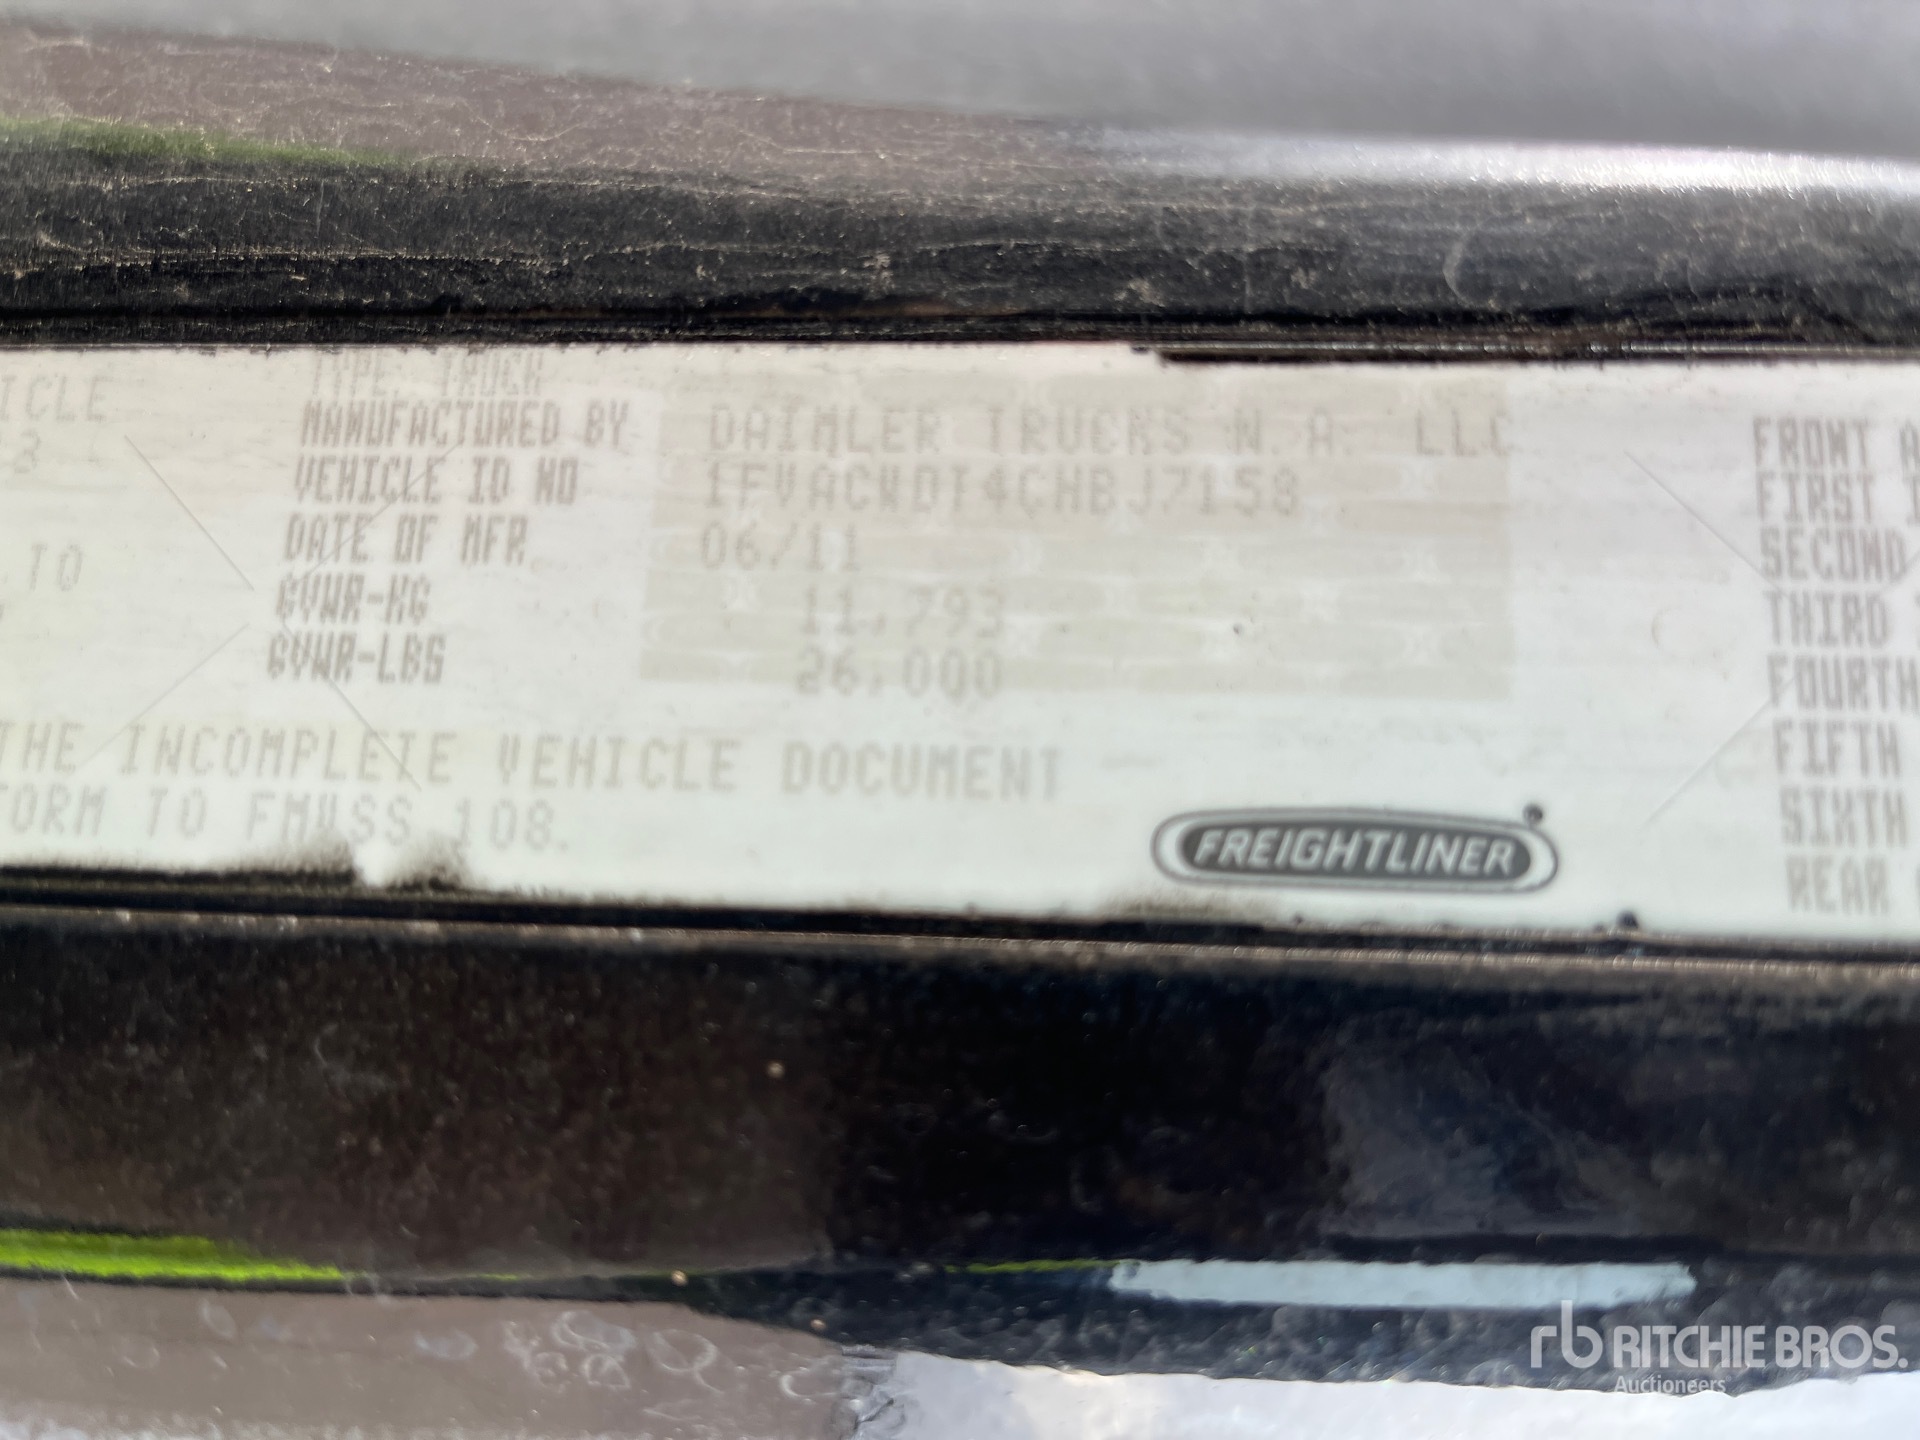 TYPE: TRUCK
ICLE MANUFACTURED BY DAIMLER TRUCKS N.A. LLC FRONT A
VEHICLE ID NO 1FVACWDT4CHBJ7158 FIRST I
DATE OF MFR 06/11 SECOND
TO GVWR-KG 11,793 THIRD
GVWR-LBS 26,000 FOURTH
THE INCOMPLETE VEHICLE DOCUMENT FIFTH
FORM TO FMVSS 108. SIXTH
FREIGHTLINER REAR
rb RITCHIE BROS.
Auctioneers